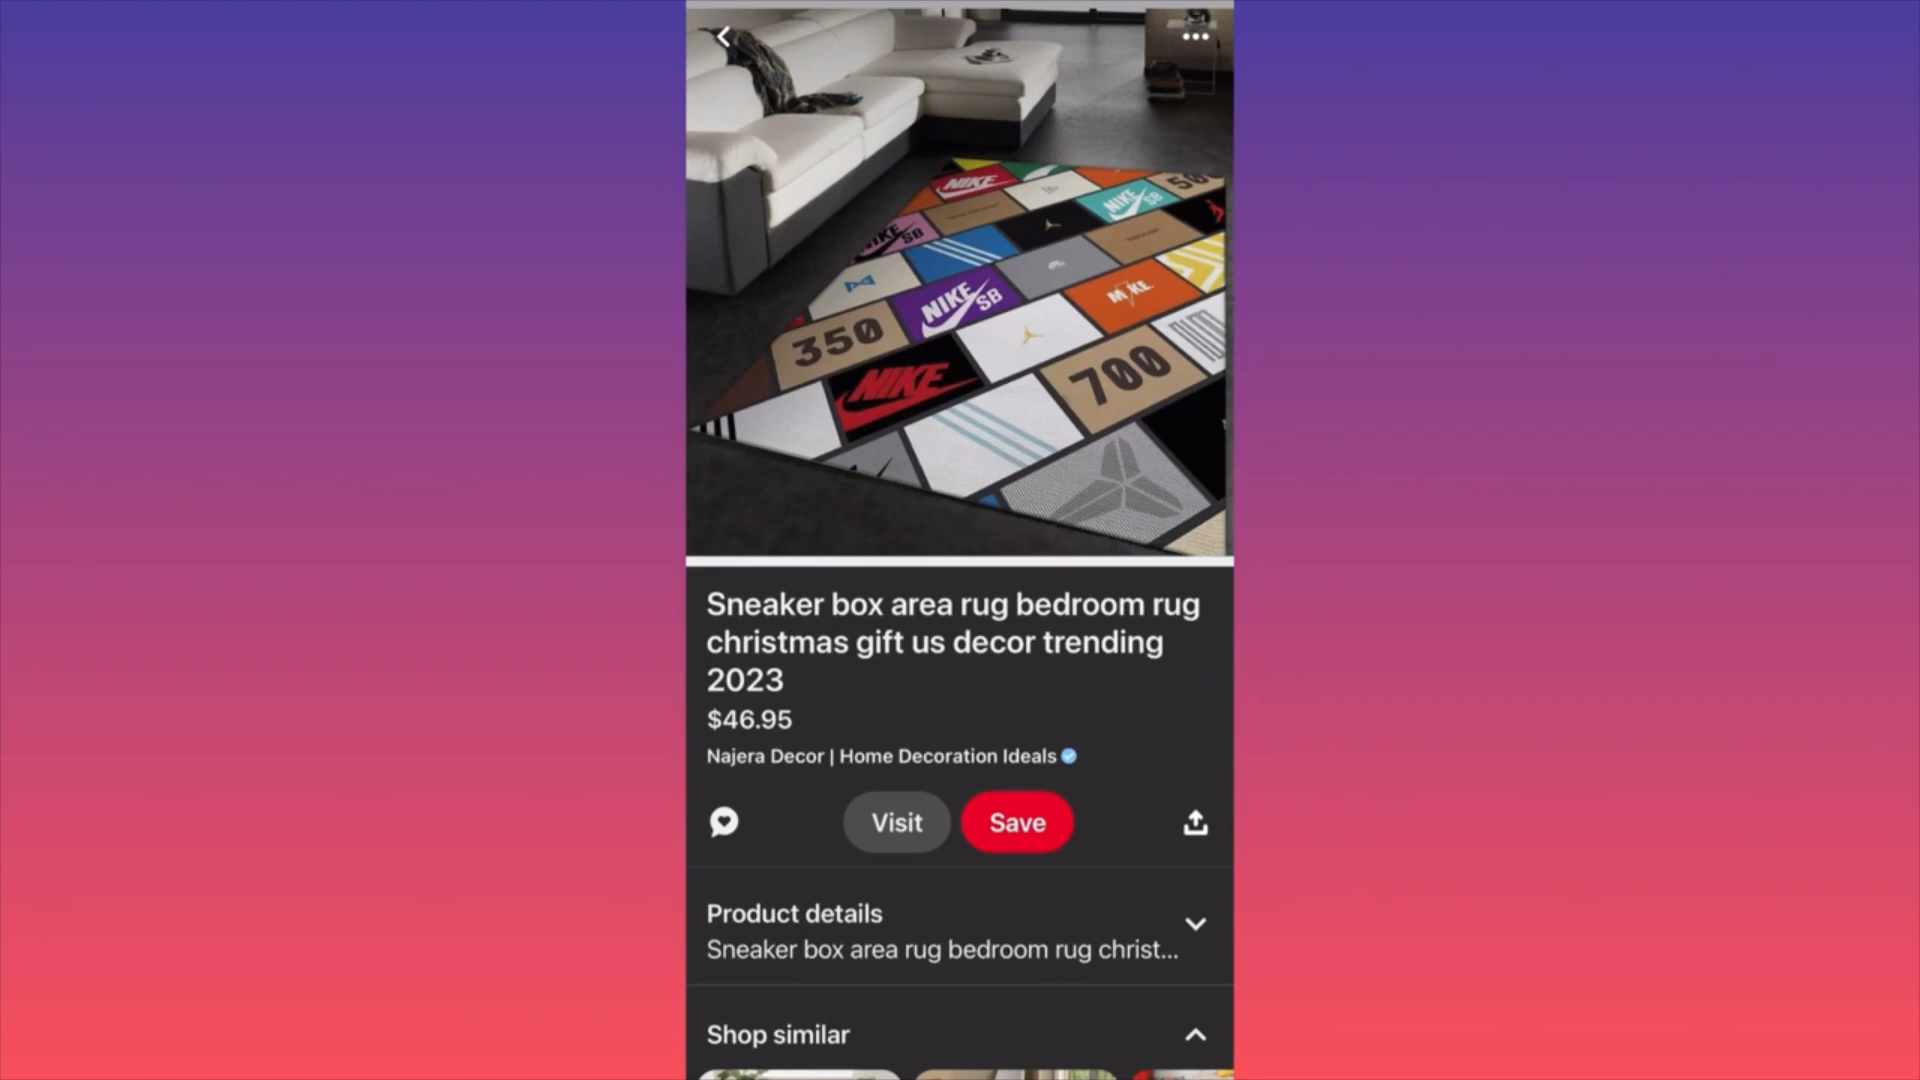 NIKE
500
NIKE SB
NIKE SB
NIKE SB
MIKE
350
NIKE
700
Sneaker box area rug bedroom rug
christmas gift us decor trending
2023
$46.95
Najera Decor | Home Decoration Ideals
Visit
Save
Product details
Sneaker box area rug bedroom rug christ...
Shop similar